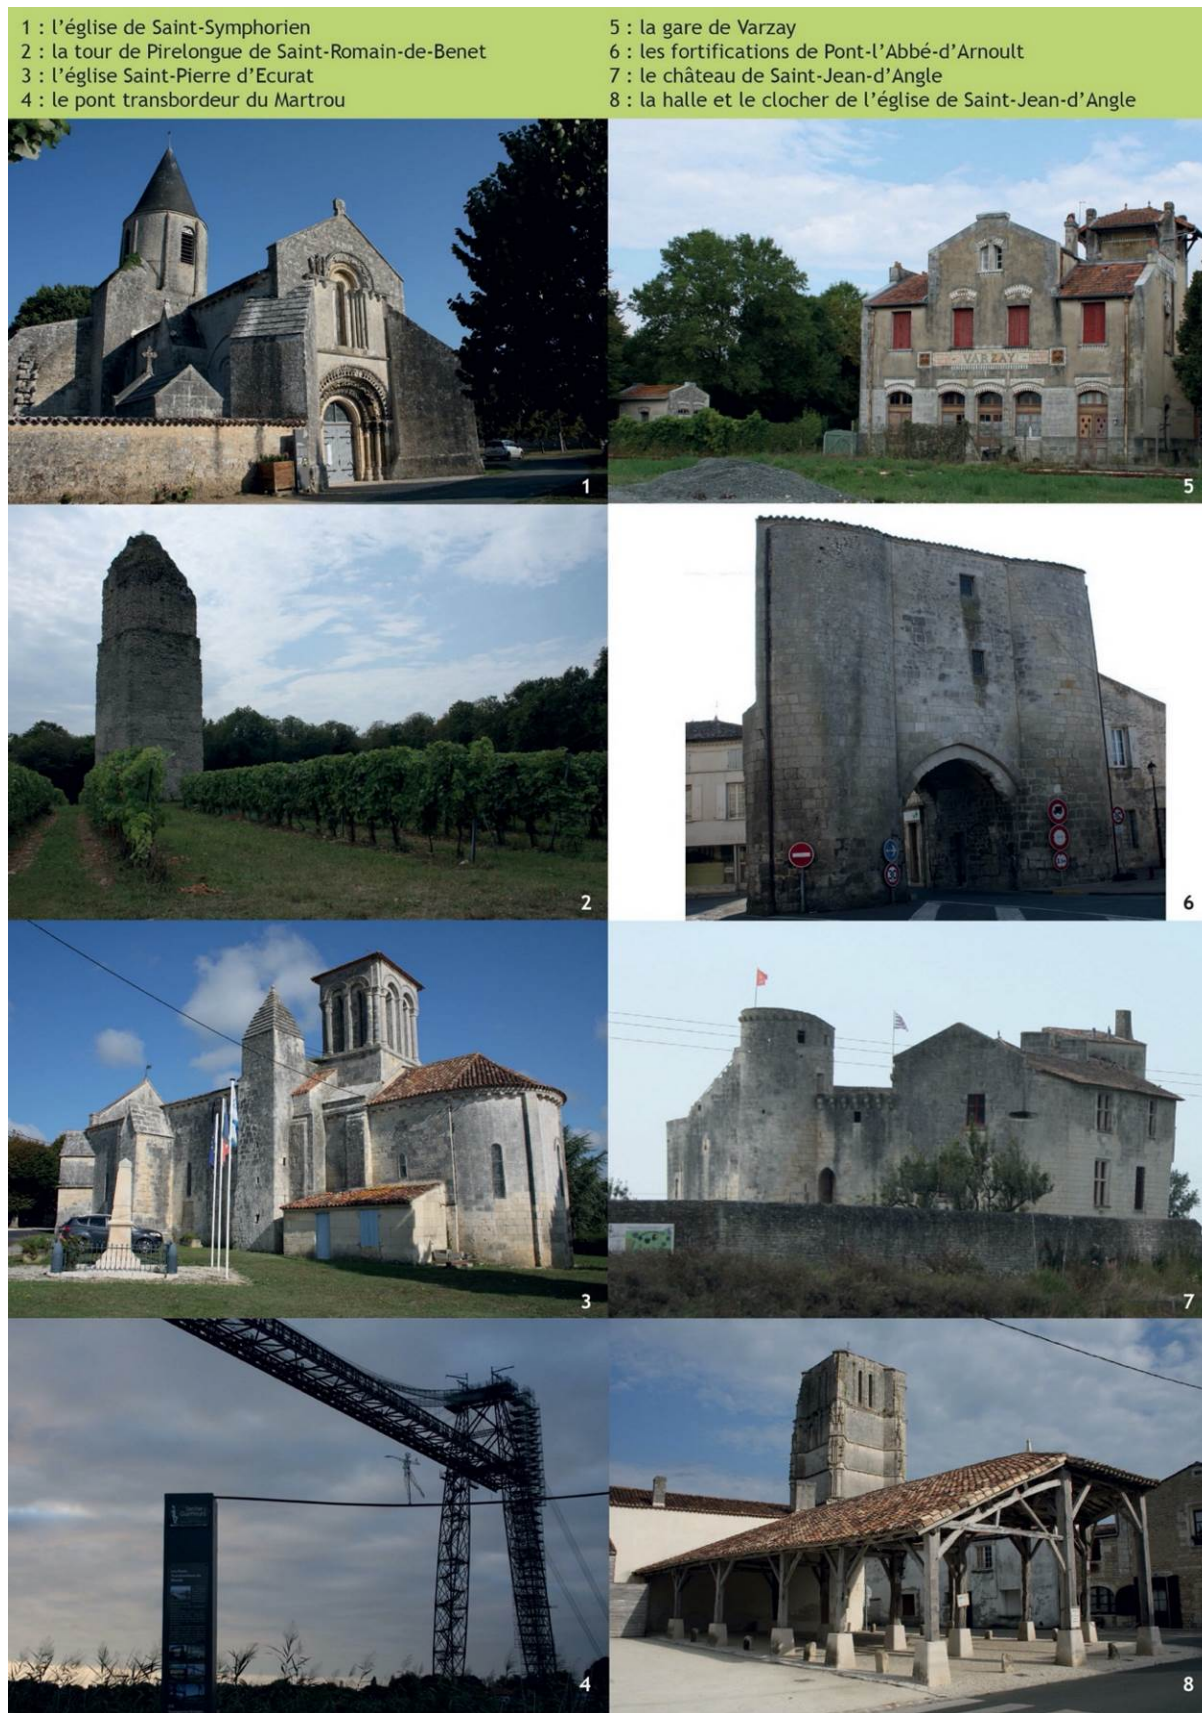 1 : l’église de Saint-Symphorien
2 : la tour de Pirelongue de Saint-Romain-de-Benet
3 : l’église Saint-Pierre d’Ecurat
4 : le pont transbordeur du Martrou
5 : la gare de Varzay
6 : les fortifications de Pont-l’Abbé-d’Arnoult
7 : le château de Saint-Jean-d’Angle
8 : la halle et le clocher de l’église de Saint-Jean-d’Angle
1
VARZAY
5
2
6
3
7
4
8